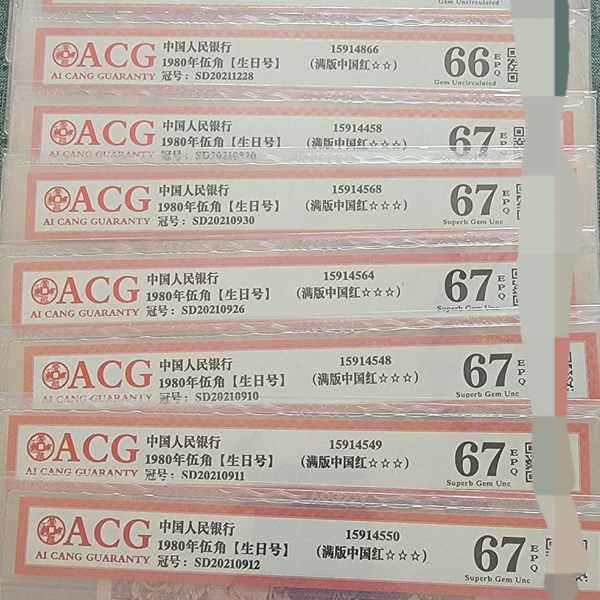 Gem Uncirculated
ACG
AI CANG GUARANTY
中国人民银行
1980年伍角【生日号】
冠号：SD20211228
15914866
（满版中国红☆☆）
66
EPQ
Gem Uncirculated
ACG
AI CANG GUARANTY
中国人民银行
1980年伍角【生日号】
冠号：SD20210820
15914458
（满版中国红☆☆☆）
67
ACG
AI CANG GUARANTY
中国人民银行
1980年伍角【生日号】
冠号：SD20210930
15914568
（满版中国红☆☆☆）
67
EPQ
Superb Gem Unc
ACG
AI CANG GUARANTY
中国人民银行
1980年伍角【生日号】
冠号：SD20210926
15914564
（满版中国红☆☆☆）
67
EPQ
Superb Gem Unc
ACG
AI CANG GUARANTY
中国人民银行
1980年伍角【生日号】
冠号：SD20210910
15914548
（满版中国红☆☆☆）
67
EPQ
Superb Gem Unc
ACG
AI CANG GUARANTY
中国人民银行
1980年伍角【生日号】
冠号：SD20210911
15914549
（满版中国红☆☆☆）
67
EPQ
Superb Gem Unc
ACG
AI CANG GUARANTY
中国人民银行
1980年伍角【生日号】
冠号：SD20210912
15914550
（满版中国红☆☆☆）
67
EPQ
Superb Gem Unc